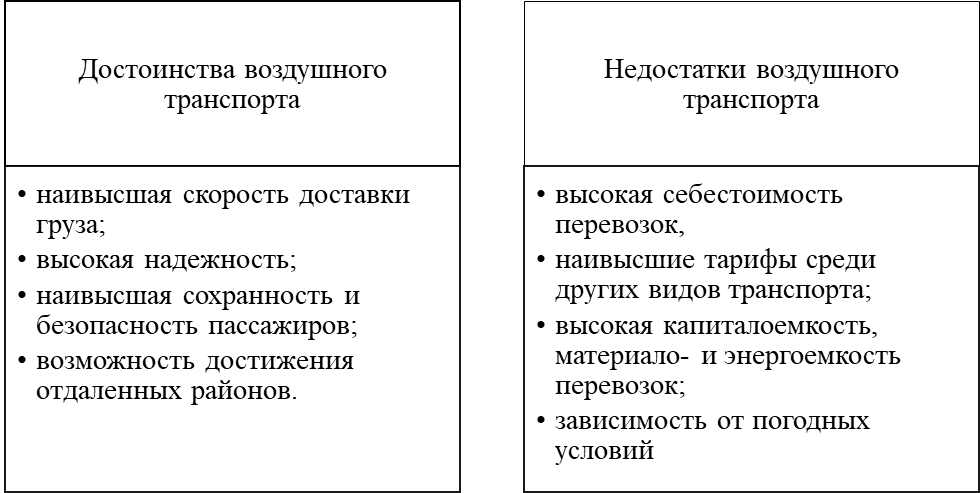 Достоинства воздушного
транспорта
• наивысшая скорость доставки
груза;
• высокая надежность;
• наивысшая сохранность и
безопасность пассажиров;
• возможность достижения
отдаленных районов.
Недостатки воздушного
транспорта
• высокая себестоимость
перевозок,
• наивысшие тарифы среди
других видов транспорта;
• высокая капиталоемкость,
материало- и энергоемкость
перевозок;
• зависимость от погодных
условий